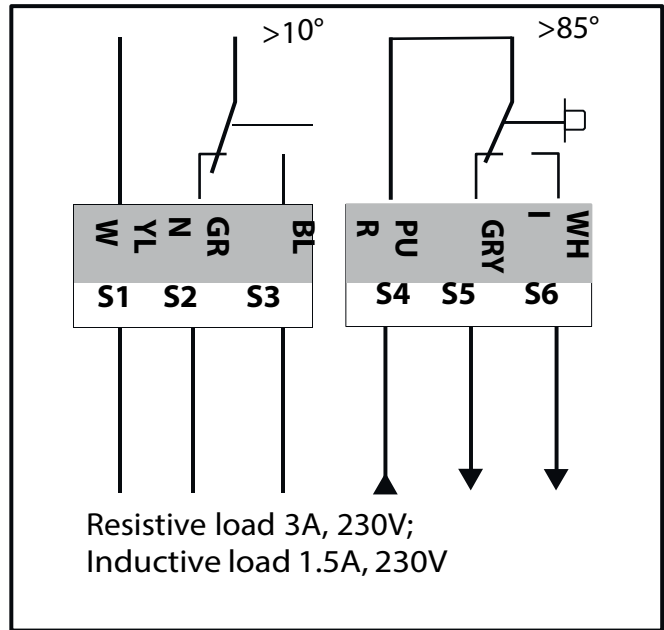 >10°
>85°
W
YL
N
GR
BL
R
PU
GRY
I
WH
S1 S2 S3
S4 S5 S6
Resistive load 3A, 230V;
Inductive load 1.5A, 230V